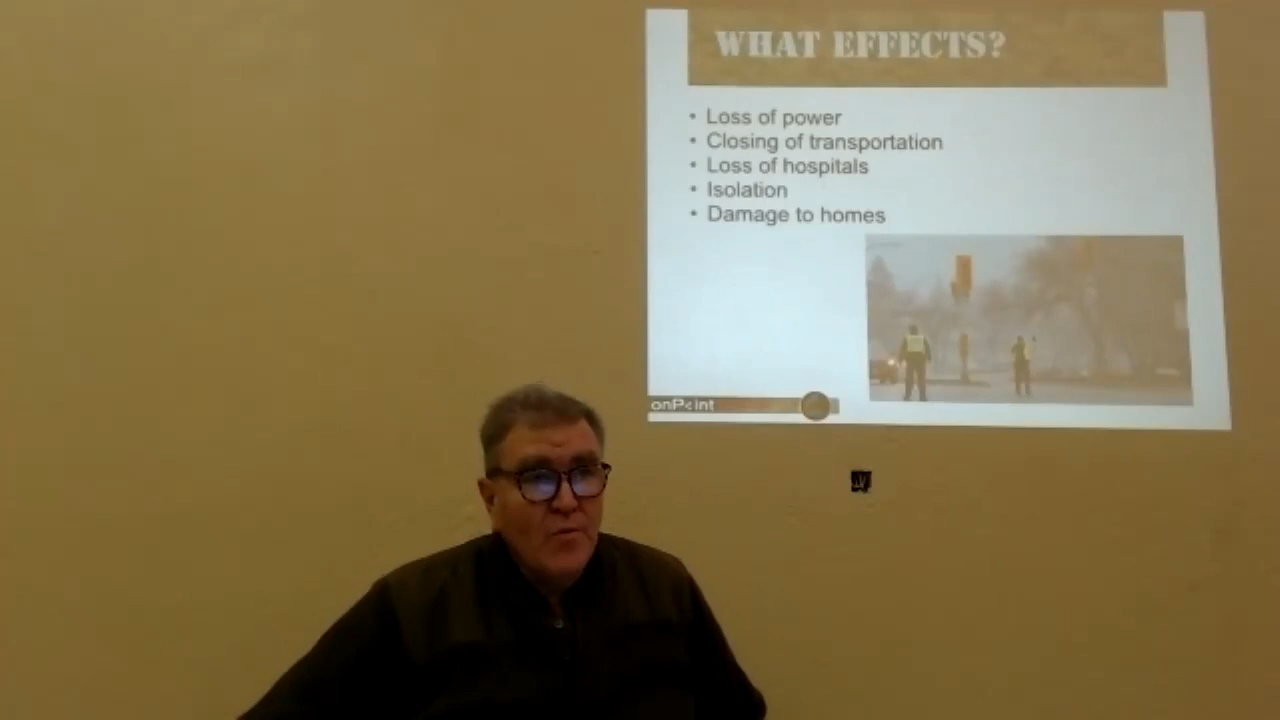 WHAT EFFECTS?
• Loss of power
• Closing of transportation
• Loss of hospitals
• Isolation
• Damage to homes
onPoint